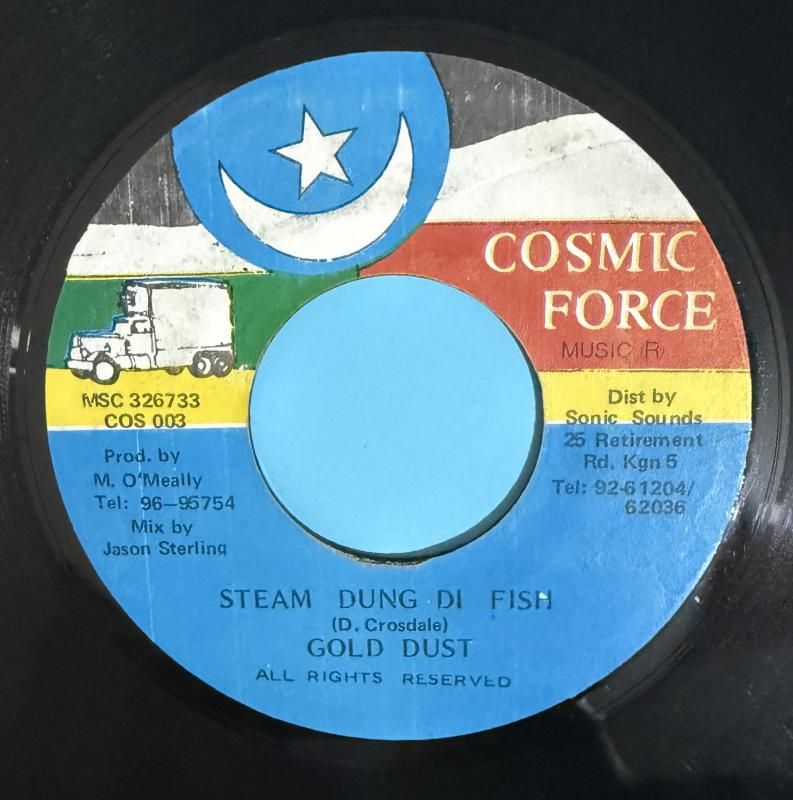 COSMIC
FORCE
MUSIC (R)
MSC 326733
COS 003
Prod. by
M. O'Meally
Tel: 96-95754
Mix by
Jason Sterling
Dist by
Sonic Sounds
25 Retirement
Rd. Kgn 5
Tel: 92-61204/
62036
STEAM DUNG DI FISH
(D. Crosdale)
GOLD DUST
ALL RIGHTS RESERVED